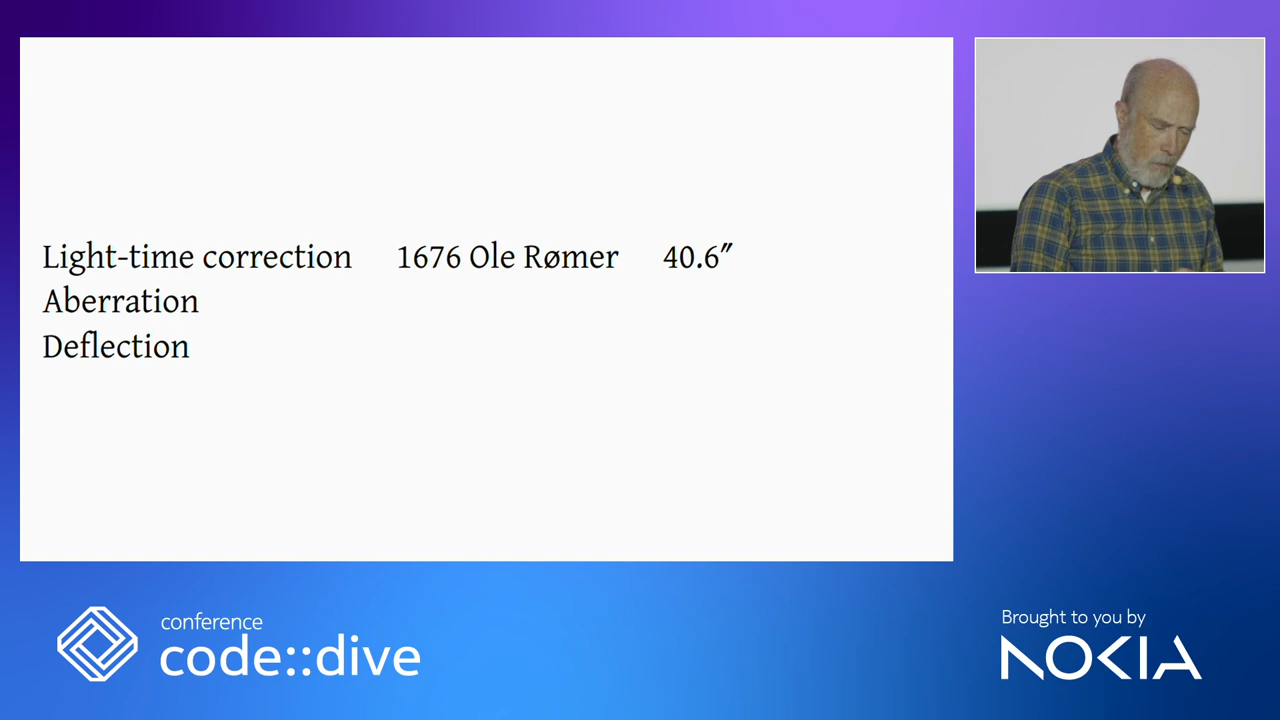 Light-time correction 1676 Ole Rømer 40.6″
Aberration
Deflection
conference
code::dive
Brought to you by
NOKIA